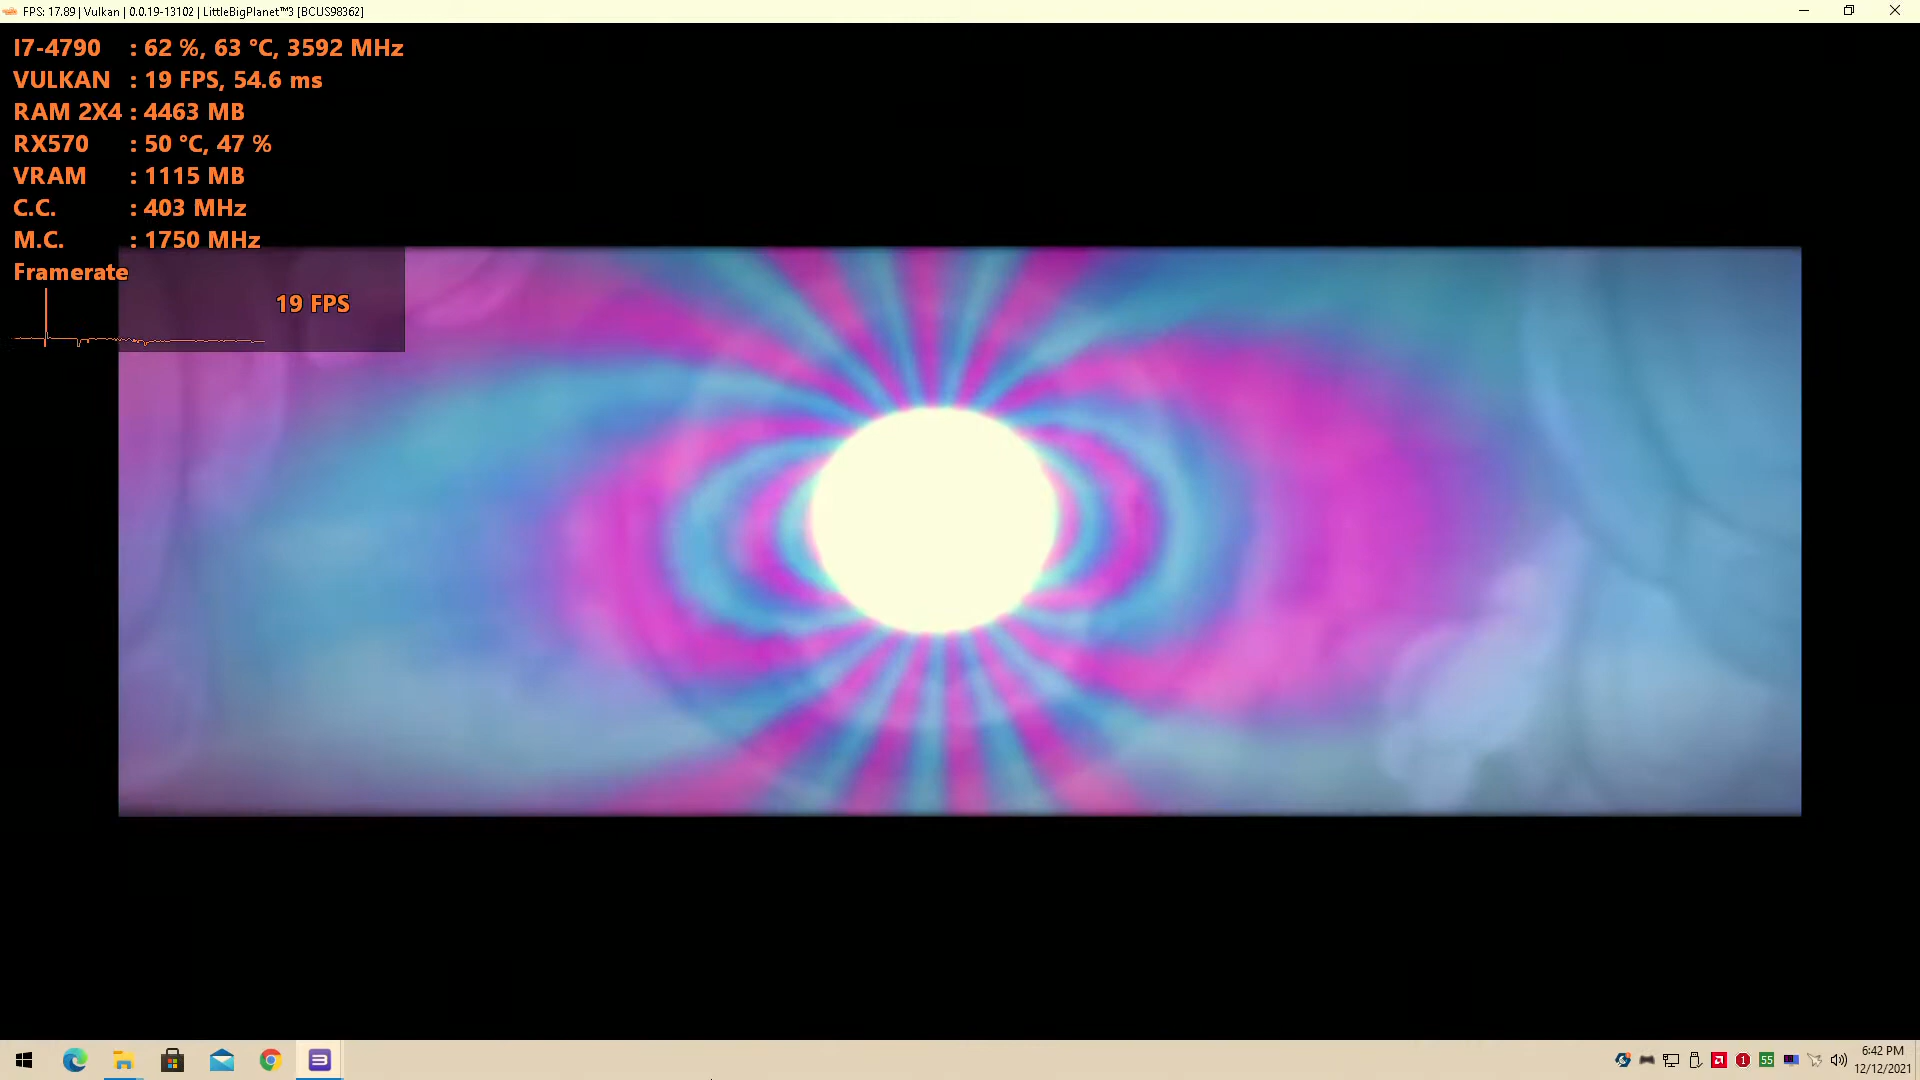 FPS: 17.89 | Vulkan | 0.0.19-13102 | LittleBigPlanet™3 [BCUS98362]
I7-4790 : 62 %, 63 °C, 3592 MHz
VULKAN : 19 FPS, 54.6 ms
RAM 2X4 : 4463 MB
RX570 : 50 °C, 47 %
VRAM : 1115 MB
C.C. : 403 MHz
M.C. : 1750 MHz
Framerate
19 FPS
1
55
6:42 PM
12/12/2021